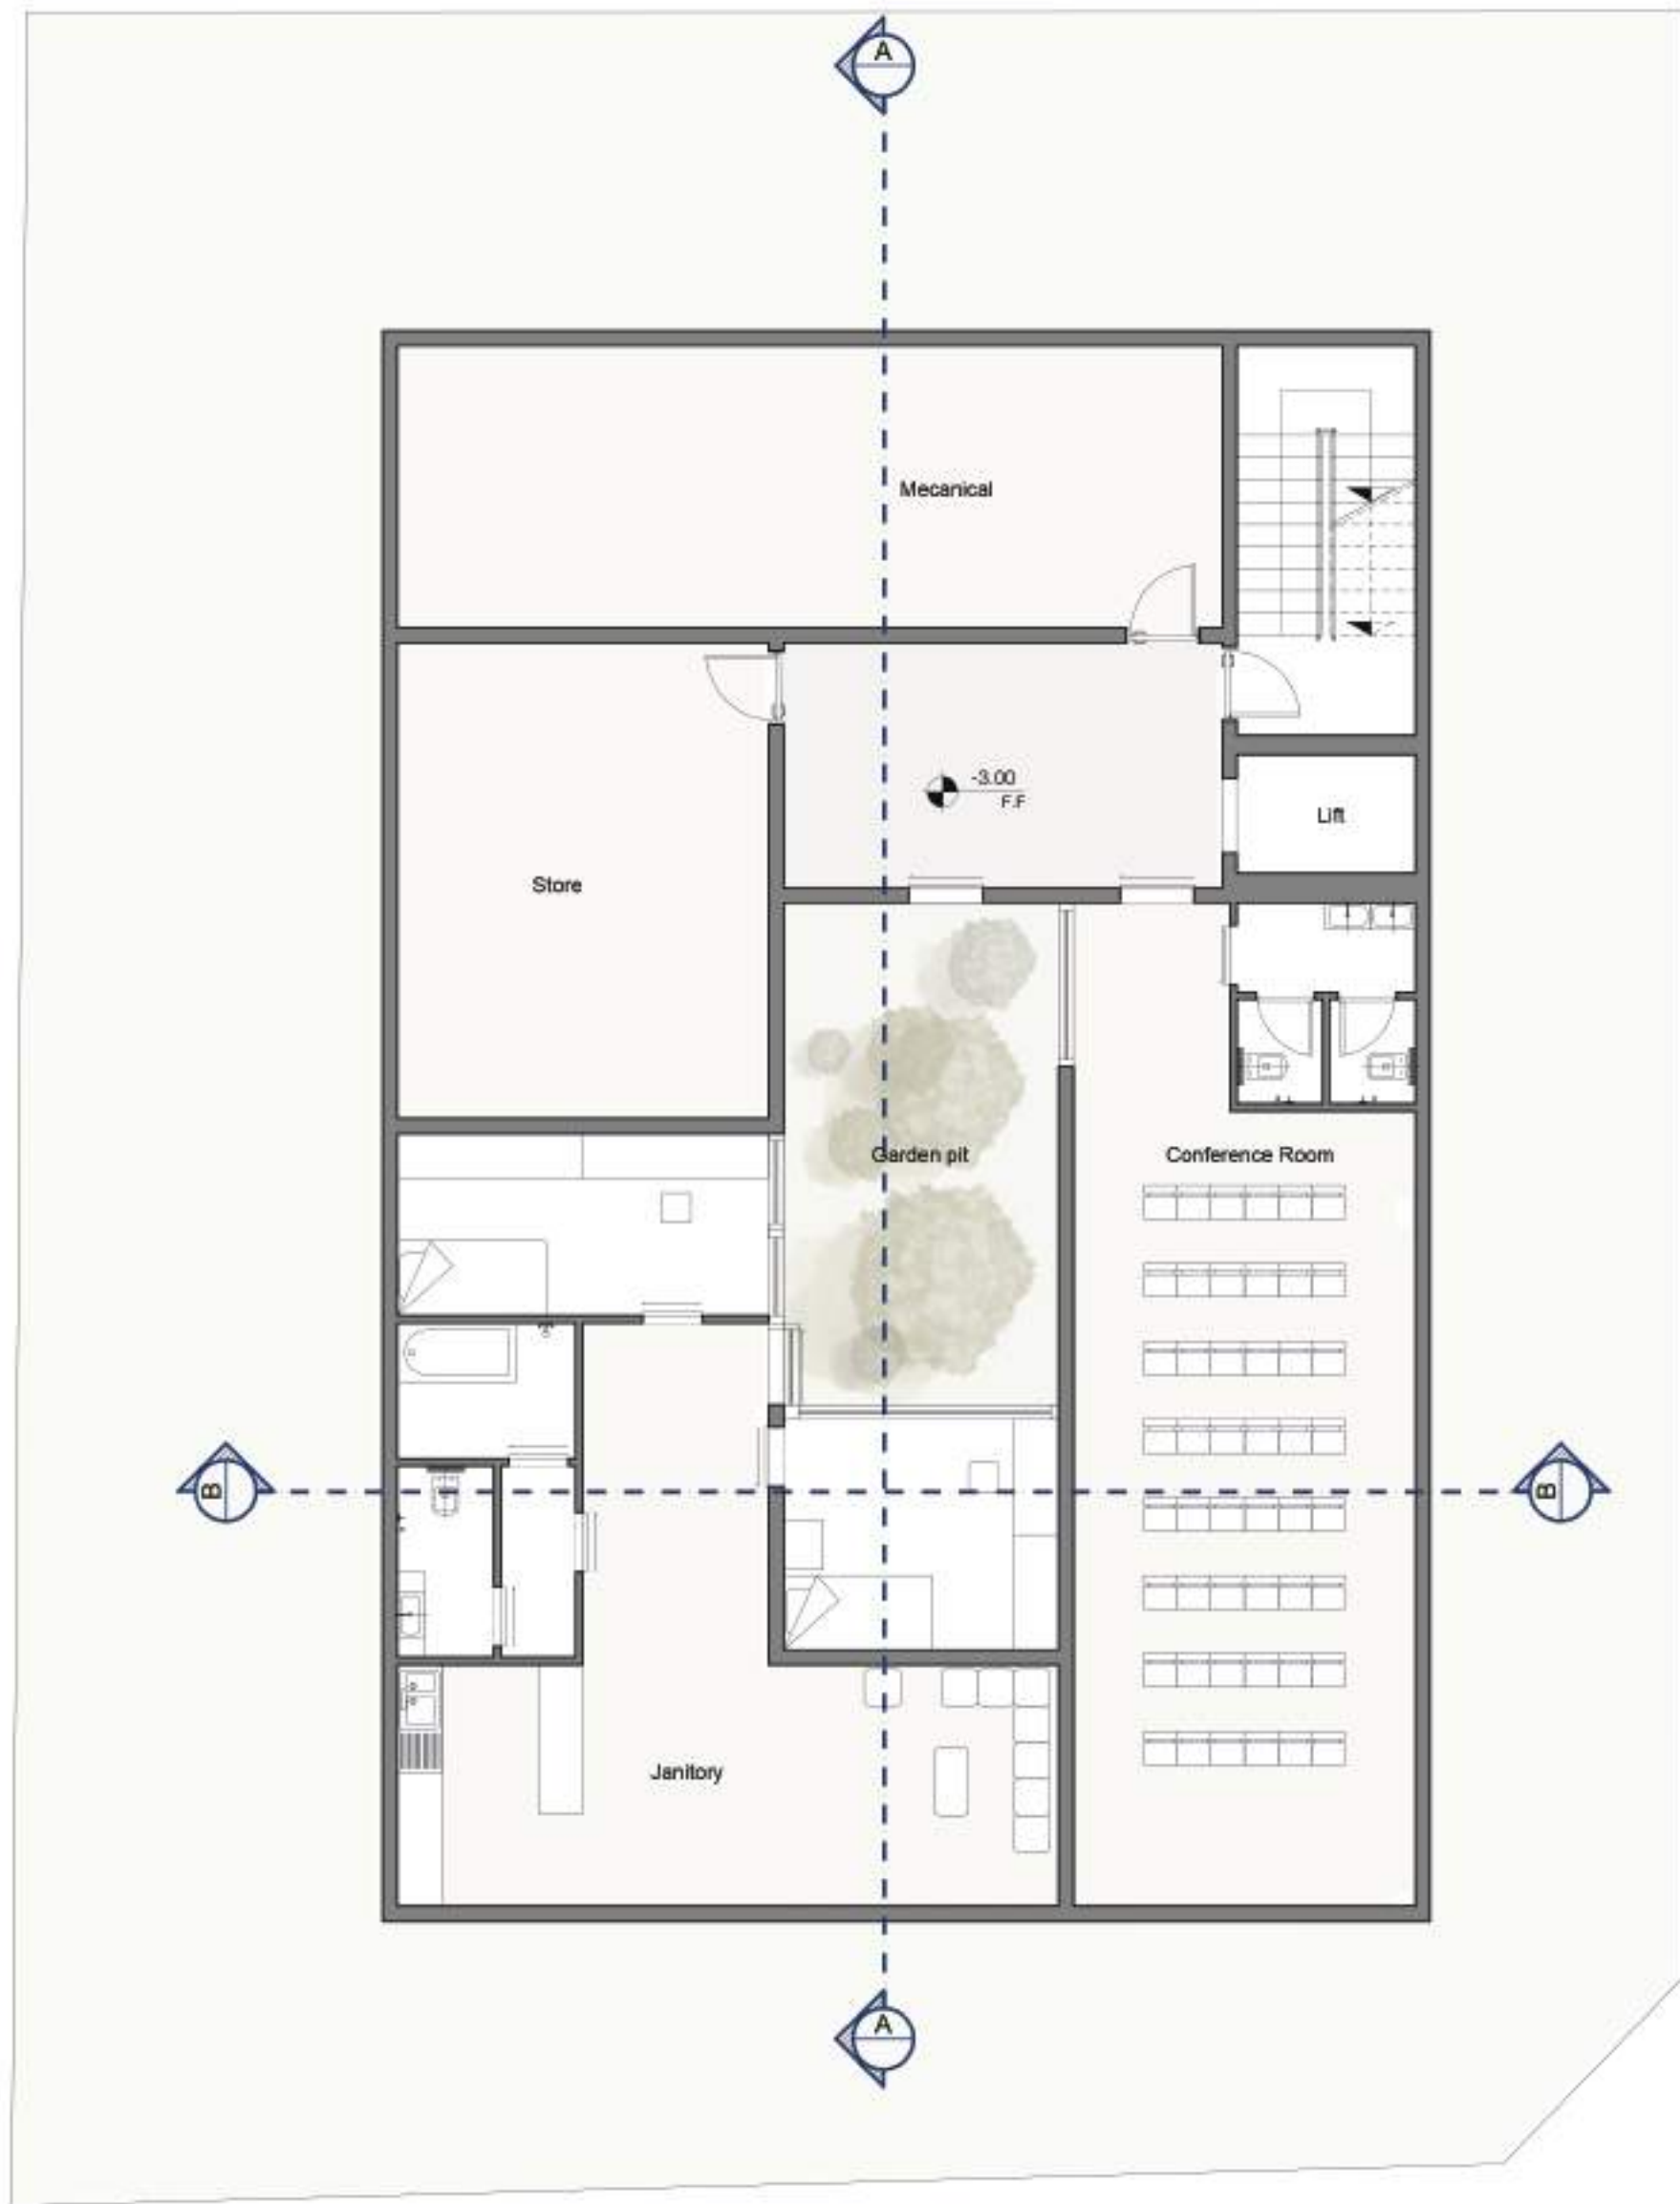 A
Mecanical
-3.00
F.F
Lift
Store
Garden pit
Conference Room
B
B
Janitory
A